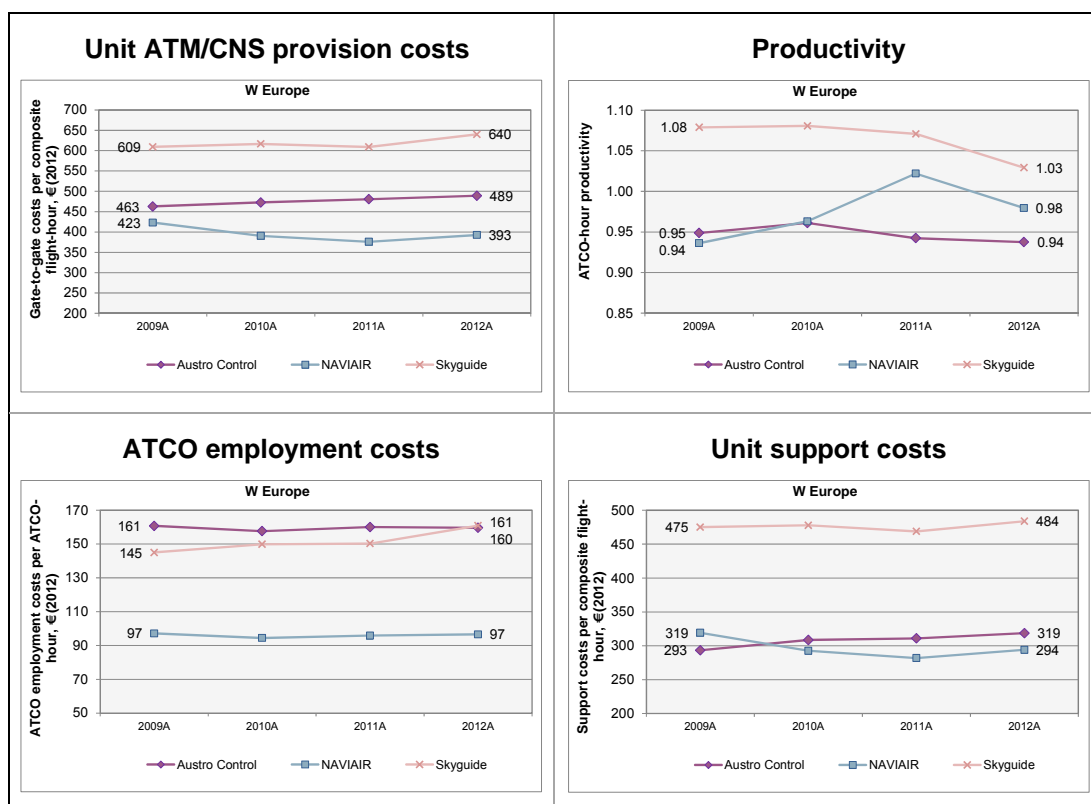 Unit ATM/CNS provision costs
W Europe
Gate-to-gate costs per composite
flight-hour, €(2012)
700
650
600
550
500
450
400
350
300
250
200
609
463
423
640
489
393
2009A 2010A 2011A 2012A
Austro Control NAVIAIR Skyguide
Productivity
W Europe
ATCO-hour productivity
1.10
1.05
1.00
0.95
0.90
0.85
1.08
0.95
0.94
1.03
0.98
0.94
2009A 2010A 2011A 2012A
Austro Control NAVIAIR Skyguide
ATCO employment costs
W Europe
ATCO employment costs per ATCO-
hour, €(2012)
170
150
130
110
90
70
50
161
145
97
161
160
97
2009A 2010A 2011A 2012A
Austro Control NAVIAIR Skyguide
Unit support costs
W Europe
Support costs per composite flight-
hour, €(2012)
500
450
400
350
300
250
200
475
319
293
484
319
294
2009A 2010A 2011A 2012A
Austro Control NAVIAIR Skyguide